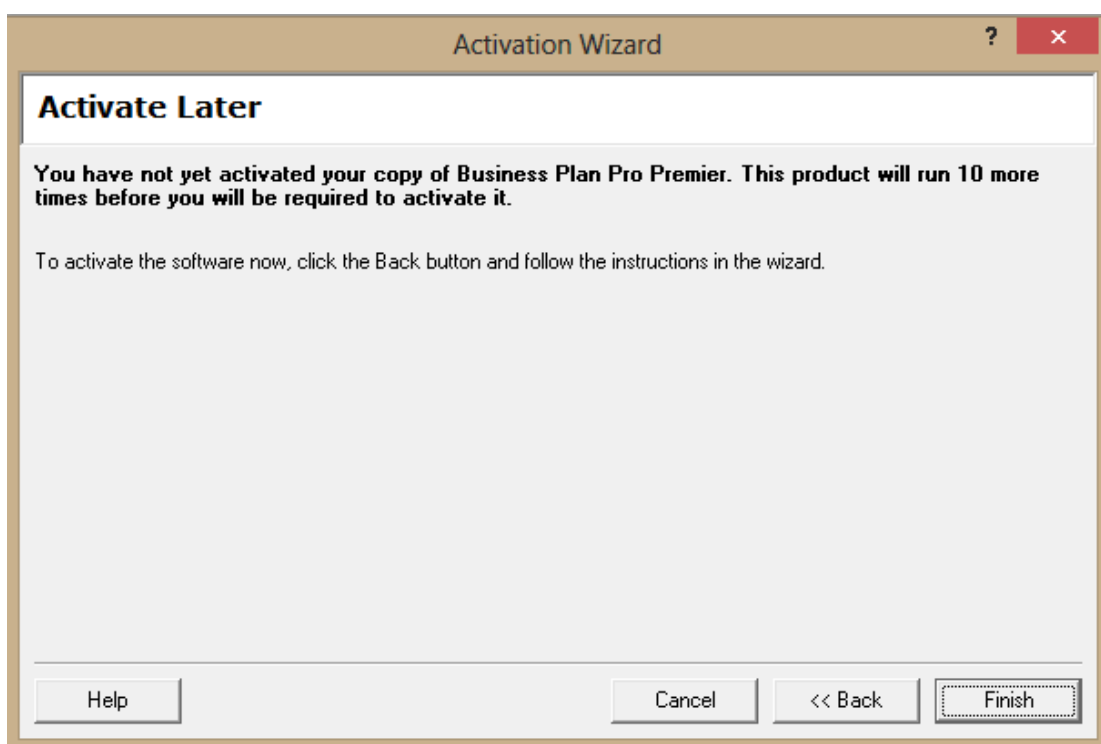 Activation Wizard
?
×
Activate Later
You have not yet activated your copy of Business Plan Pro Premier. This product will run 10 more
times before you will be required to activate it.
To activate the software now, click the Back button and follow the instructions in the wizard.
Help
Cancel
<< Back
Finish